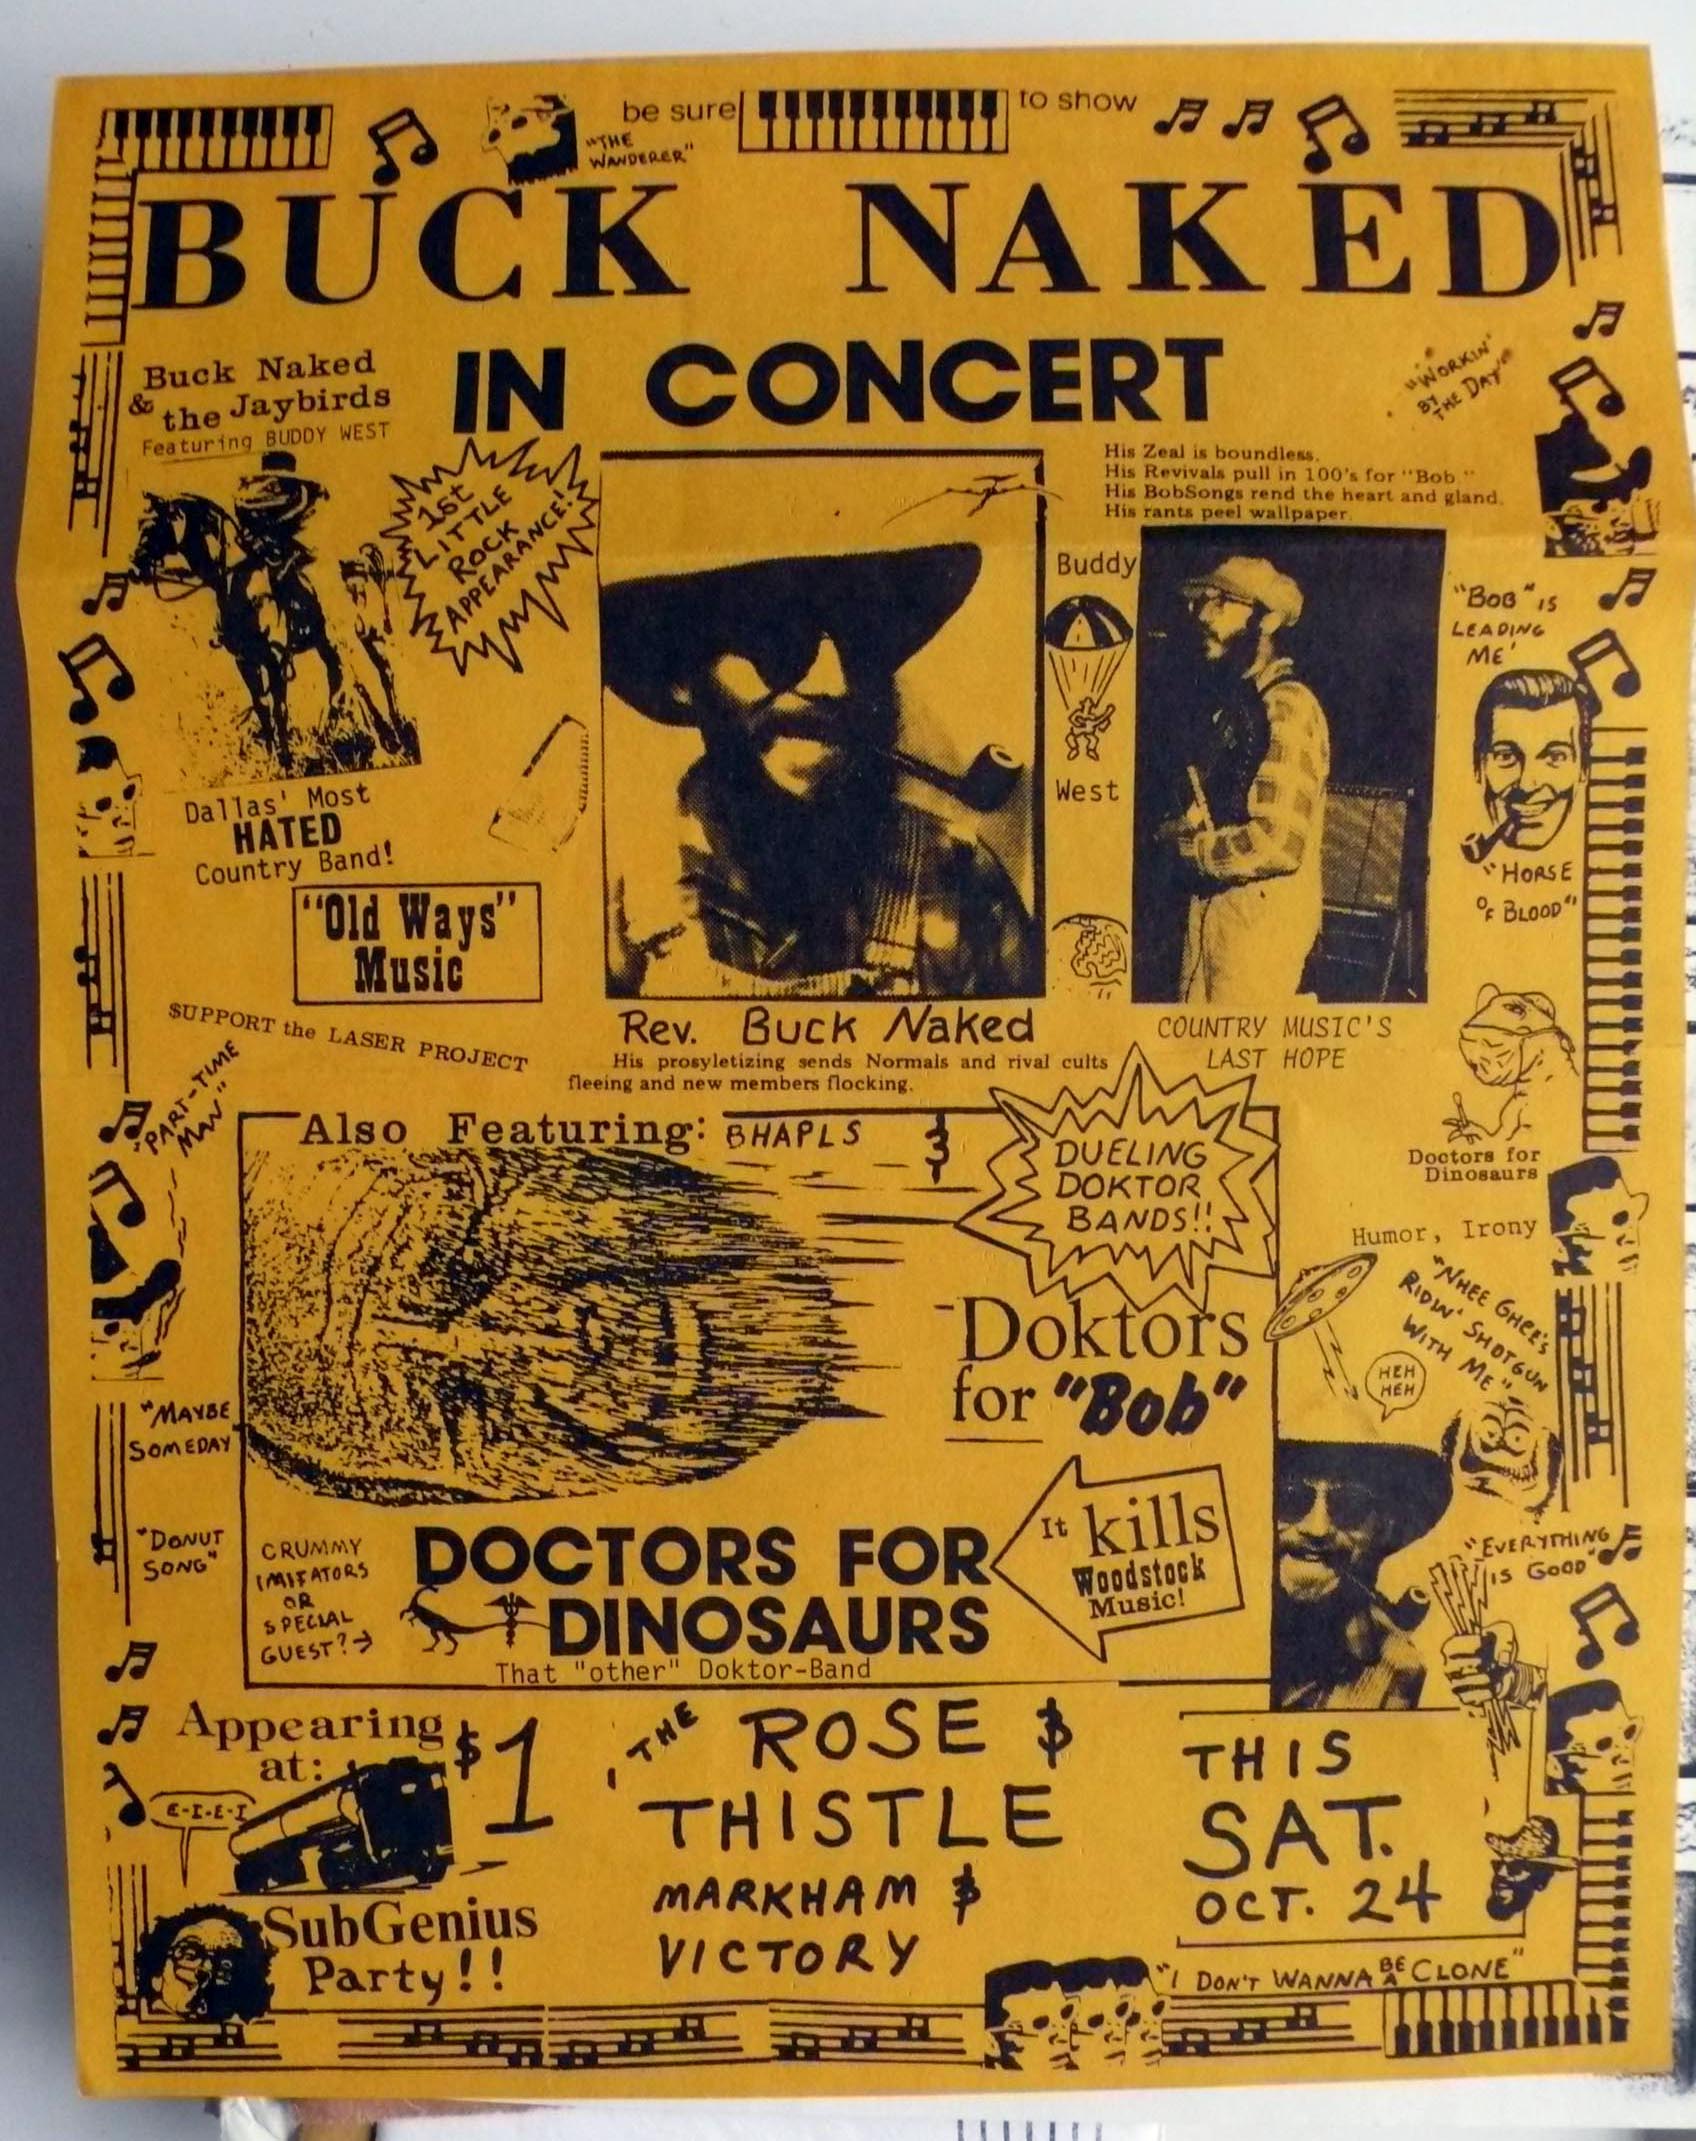 be sure to show
"THE
WANDERER"
BUCK NAKED
IN CONCERT
Buck Naked
& the Jaybirds
Featuring BUDDY WEST
"WORKIN'
BY THE DAY"
1st
LITTLE
ROCK
APPEARANCE!
His Zeal is boundless.
His Revivals pull in 100's for "Bob."
His BobSongs rend the heart and gland.
His rants peel wallpaper.
Buddy
West
"BOB" IS
LEADING
ME'
Dallas' Most
HATED
Country Band!
"Old Ways"
Music
"HORSE
OF BLOOD"
$UPPORT the LASER PROJECT
Rev. Buck Naked
His prosyletizing sends Normals and rival cults
fleeing and new members flocking.
COUNTRY MUSIC'S
LAST HOPE
"PART-TIME
MAN"
Also Featuring: BHAPLS &
DUELING
DOKTOR
BANDS!!
Doctors for
Dinosaurs
Humor, Irony
"NHEE GHEE'S
RIDIN' SHOTGUN
WITH ME"
HEH
HEH
Doktors
for "Bob"
"MAYBE
SOMEDAY"
"DONUT
SONG"
CRUMMY
IMITATORS
OR
SPECIAL
GUEST?→
DOCTORS FOR
DINOSAURS
That "other" Doktor-Band
It kills
Woodstock
Music!
"EVERYTHING
IS GOOD"
Appearing
at:
$1
E-I-E-I
SubGenius
Party!!
THE ROSE &
THISTLE
MARKHAM &
VICTORY
THIS
SAT.
OCT. 24
"I DON'T WANNA BE A CLONE"